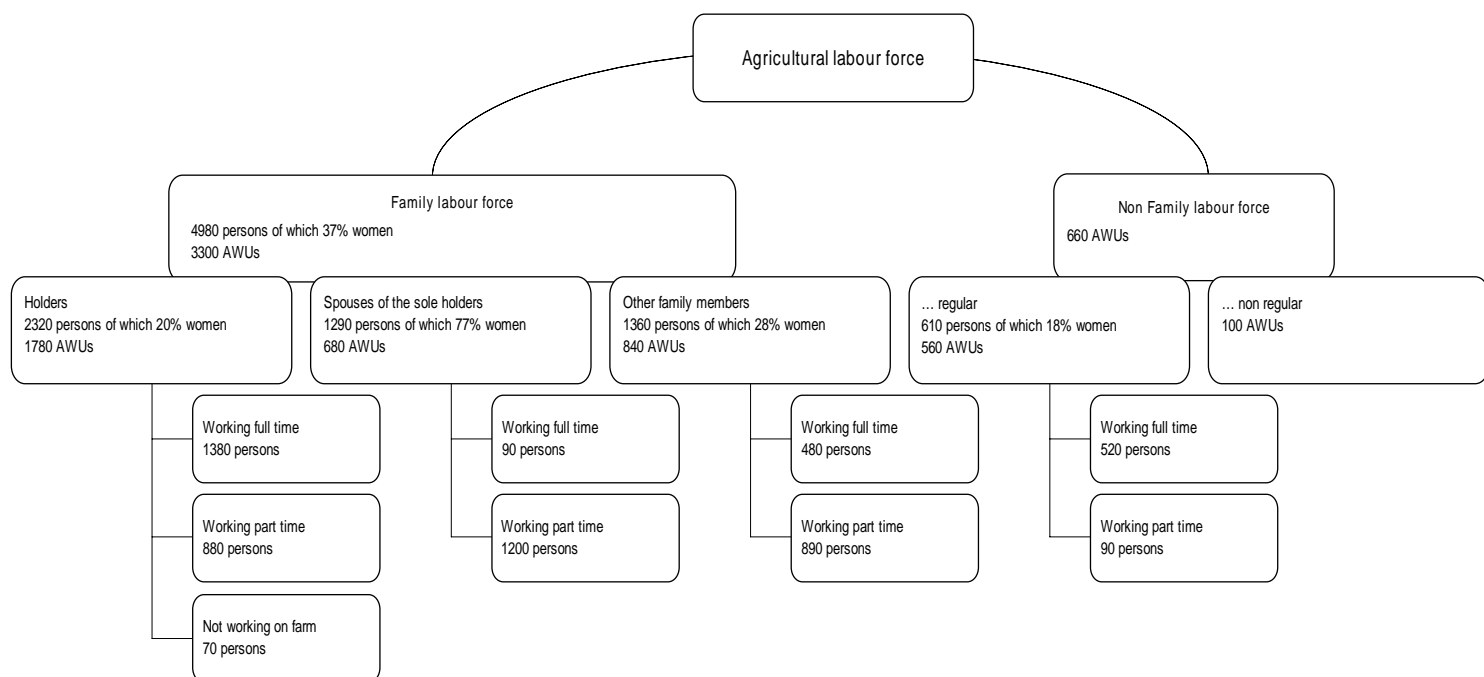 Agricultural labour force
Family labour force
4980 persons of which 37% women
3300 AWUs
Non Family labour force
660 AWUs
Holders
2320 persons of which 20% women
1780 AWUs
Spouses of the sole holders
1290 persons of which 77% women
680 AWUs
Other family members
1360 persons of which 28% women
840 AWUs
... regular
610 persons of which 18% women
560 AWUs
... non regular
100 AWUs
Working full time
1380 persons
Working full time
90 persons
Working full time
480 persons
Working full time
520 persons
Working part time
880 persons
Working part time
1200 persons
Working part time
890 persons
Working part time
90 persons
Not working on farm
70 persons